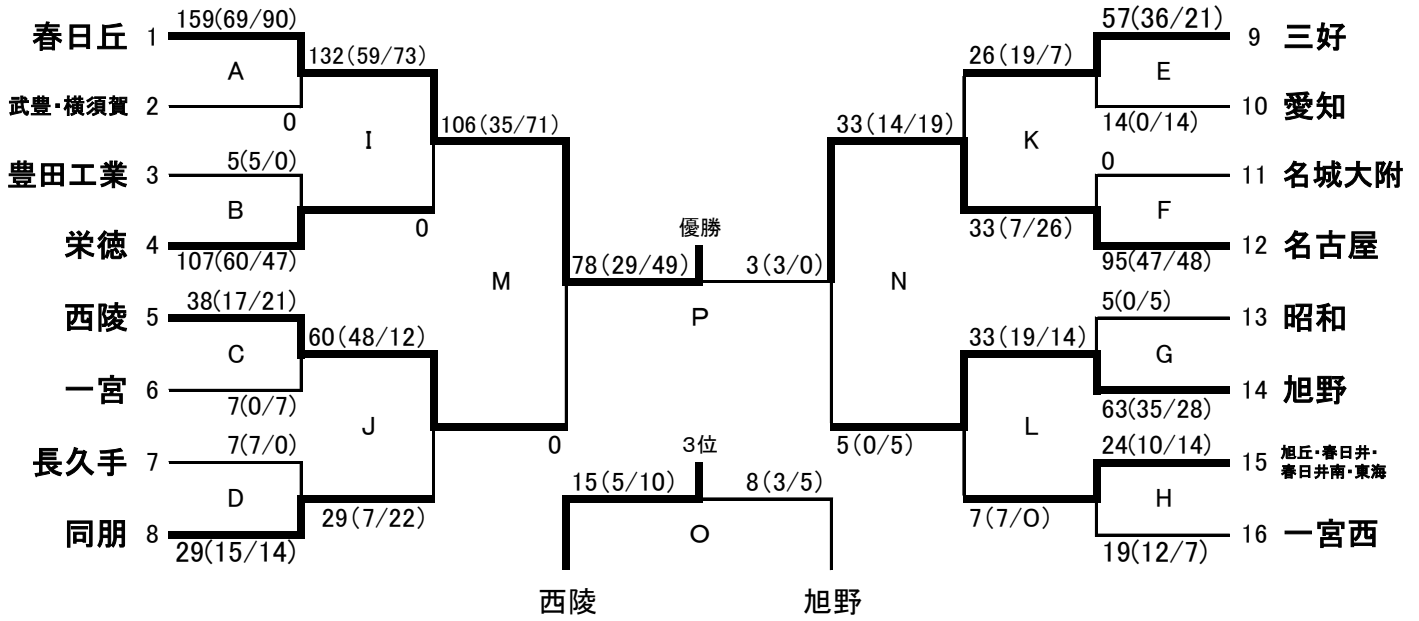 春日丘 1 159(69/90)
A
132(59/73)
武豊・横須賀 2
0
I
106(35/71)
豊田工業 3 5(5/0)
B
0
栄徳 4
107(60/47)
M
78(29/49)
西陵 5 38(17/21)
C
60(48/12)
一宮 6
7(0/7)
J
0
長久手 7 7(7/0)
D
29(7/22)
同朋 8
29(15/14)
優勝
P
3(3/0)
3位
15(5/10)
8(3/5)
O
西陵
旭野
57(36/21) 9 三好
26(19/7)
E
10 愛知
14(0/14)
33(14/19)
K
0
11 名城大附
F
33(7/26)
12 名古屋
95(47/48)
N
5(0/5)
13 昭和
33(19/14)
G
14 旭野
63(35/28)
5(0/5)
L
24(10/14)
15 旭丘・春日井・
春日井南・東海
H
7(7/0)
16 一宮西
19(12/7)